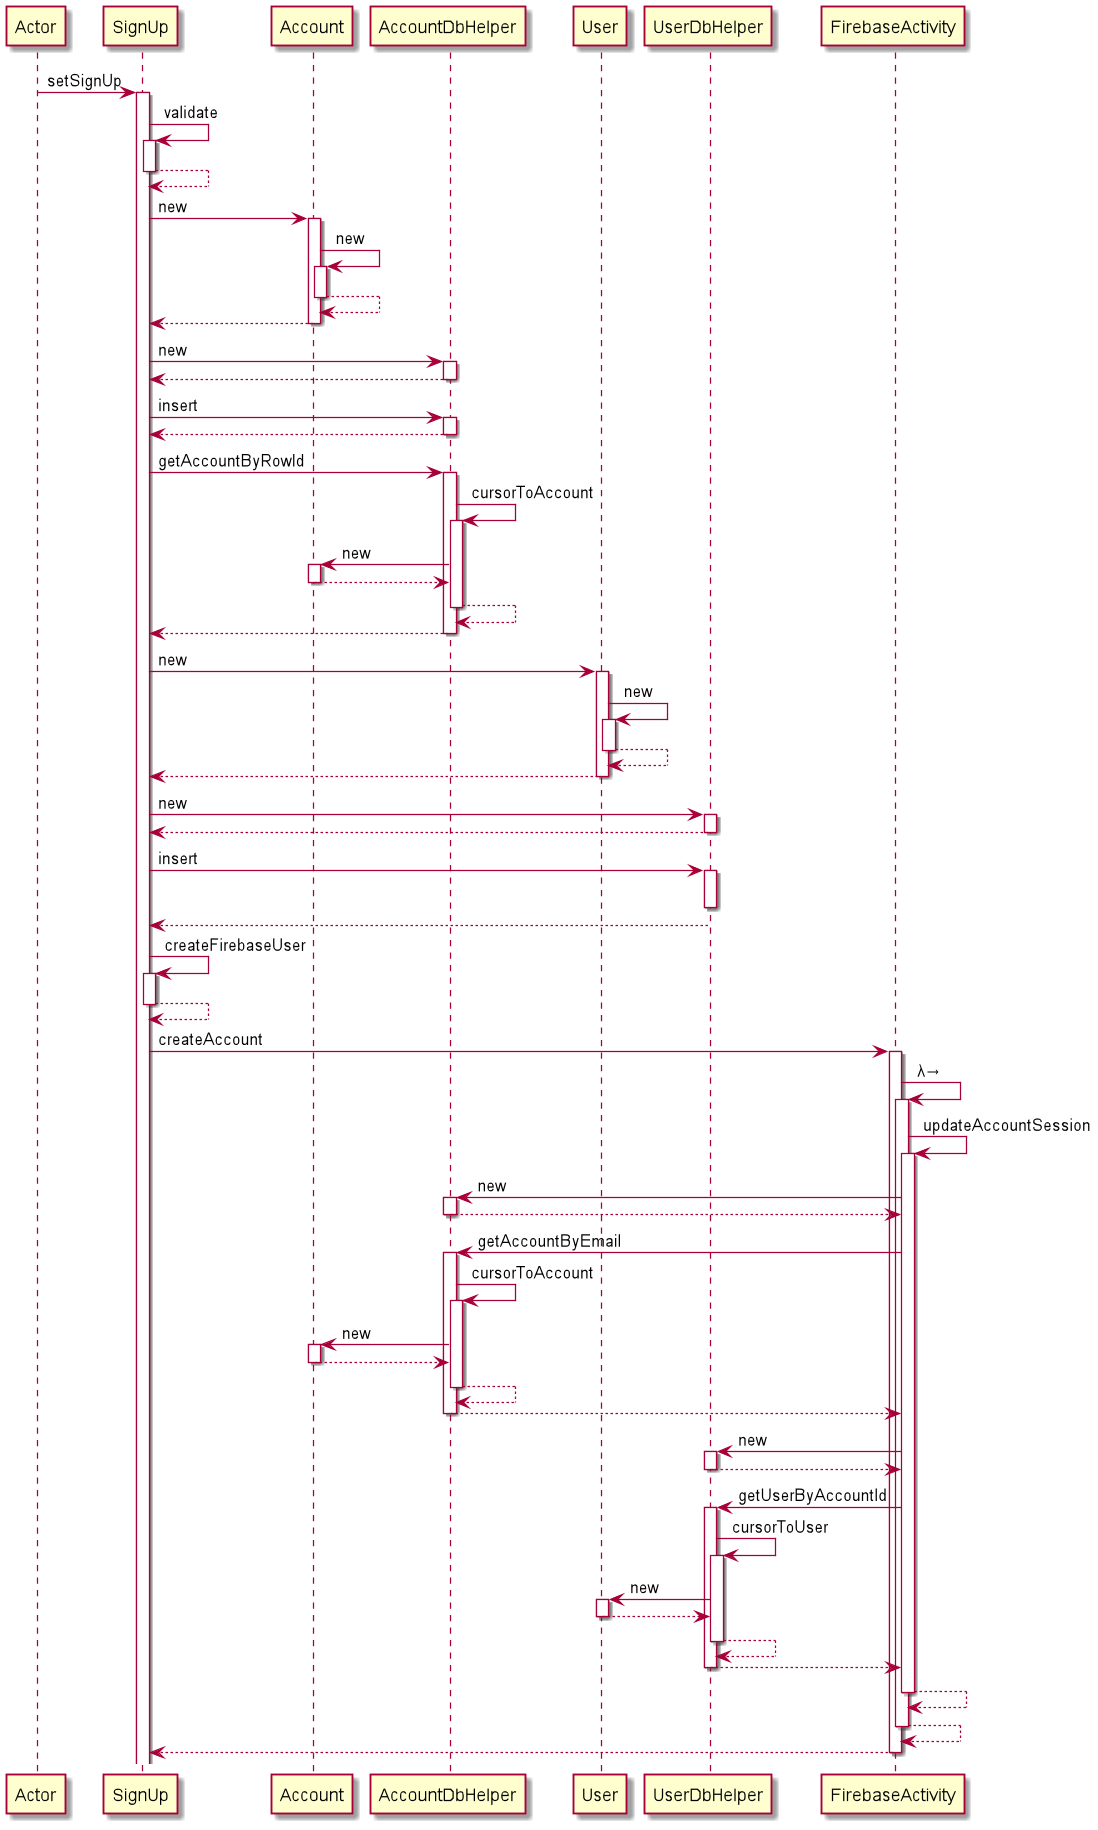 Actor
SignUp
Account
AccountDbHelper
User
UserDbHelper
FirebaseActivity
setSignUp
validate
new
new
new
insert
getAccountByRowId
cursorToAccount
new
new
new
new
insert
createFirebaseUser
createAccount
λ→
updateAccountSession
new
getAccountByEmail
cursorToAccount
new
new
getUserByAccountId
cursorToUser
new
Actor
SignUp
Account
AccountDbHelper
User
UserDbHelper
FirebaseActivity